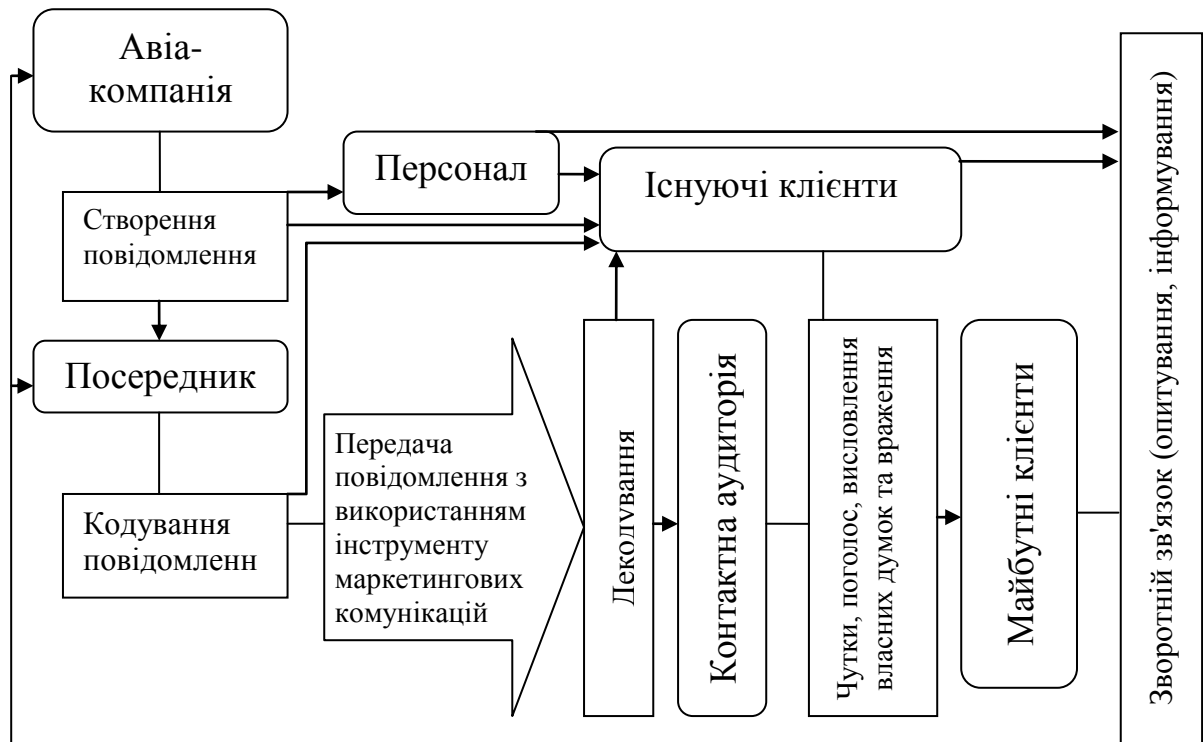 Авіа-
компанія
Персонал
Існуючі клієнти
Створення
повідомлення
Посередник
Кодування
повідомленн
Передача
повідомлення з
використанням
інструменту
маркетингових
комунікацій
Декодування
Контактна аудиторія
Чутки, поголос, висловлення
власних думок та враження
Майбутні клієнти
Зворотній зв'язок (опитування, інформування)